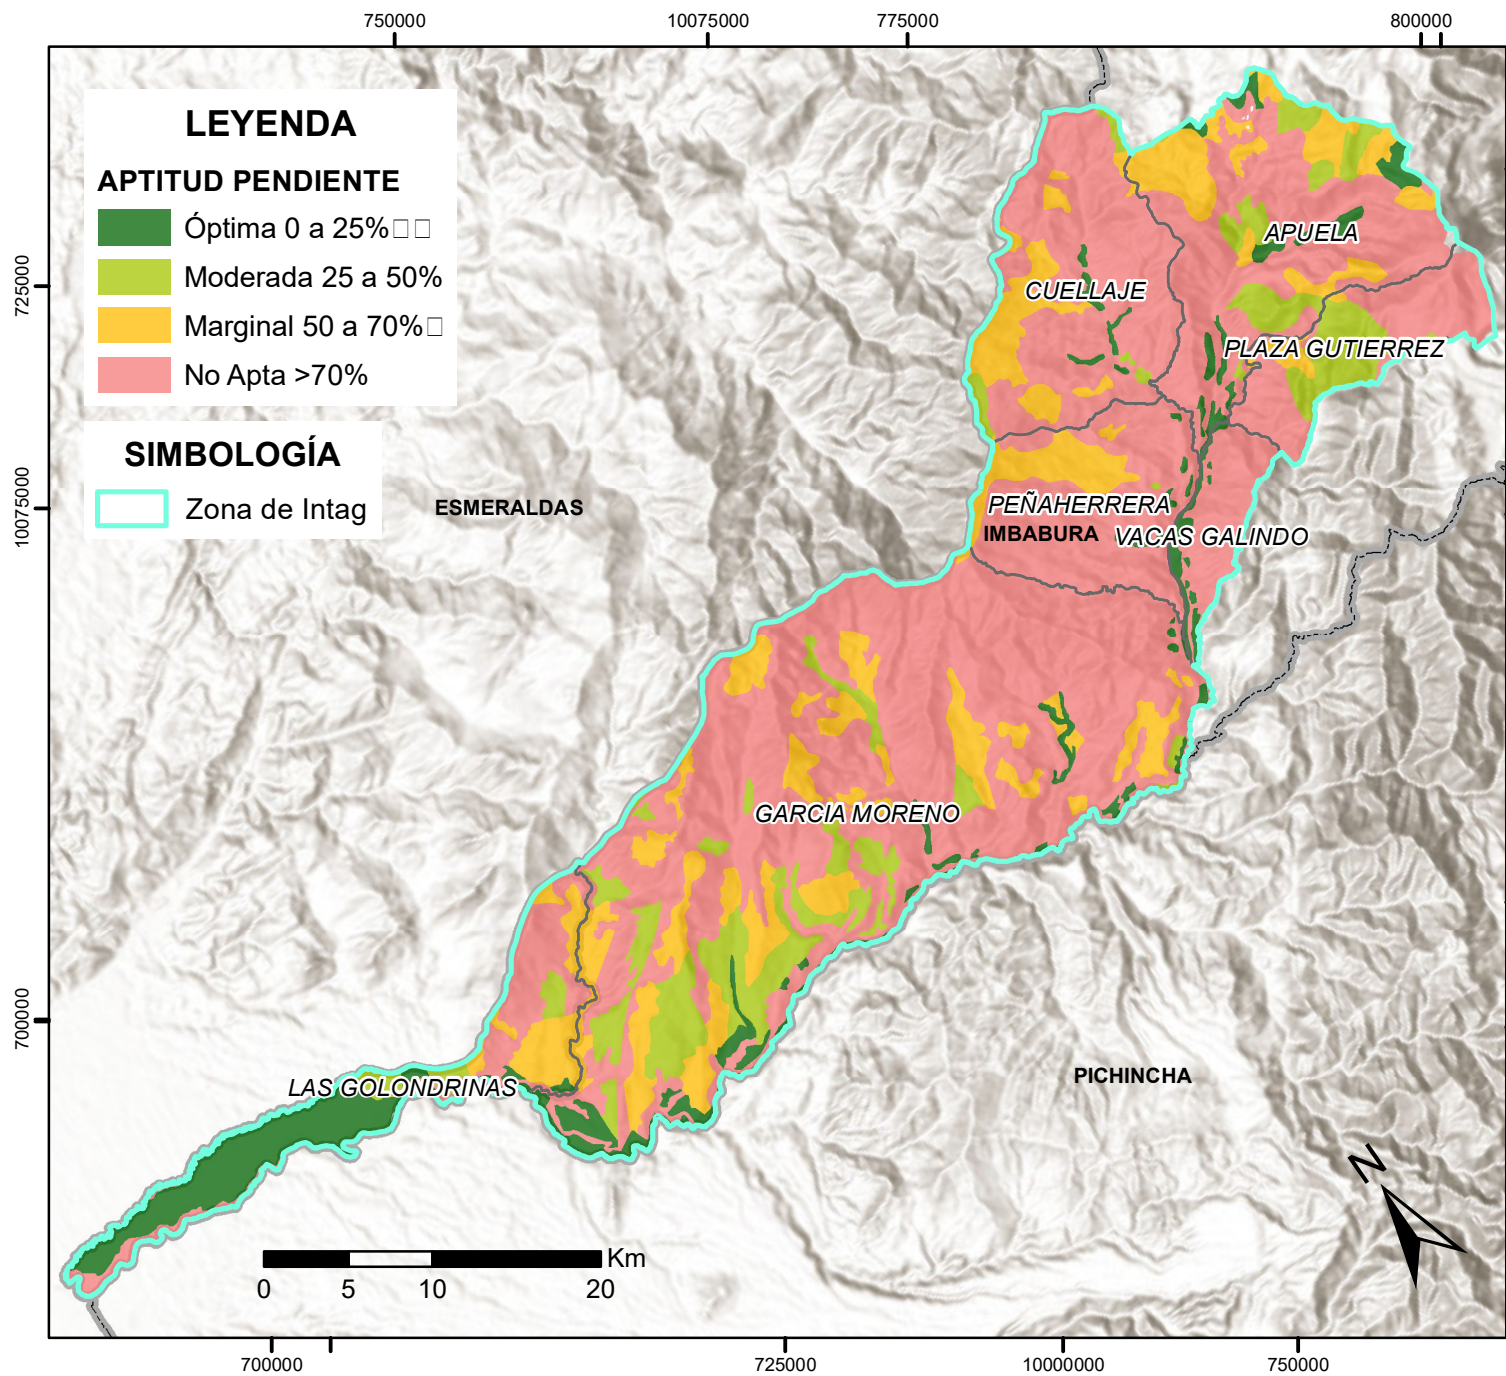 750000
10075000
775000
800000
LEYENDA
APTITUD PENDIENTE
Óptima 0 a 25%□□
Moderada 25 a 50%
Marginal 50 a 70%□
No Apta >70%
SIMBOLOGÍA
Zona de Intag
725000
10075000
700000
APUELA
CUELLAJE
PLAZA GUTIERREZ
ESMERALDAS
PEÑAHERRERA
IMBABURA
VACAS GALINDO
GARCIA MORENO
LAS GOLONDRINAS
PICHINCHA
N
Km
0
5
10
20
700000
725000
10000000
750000